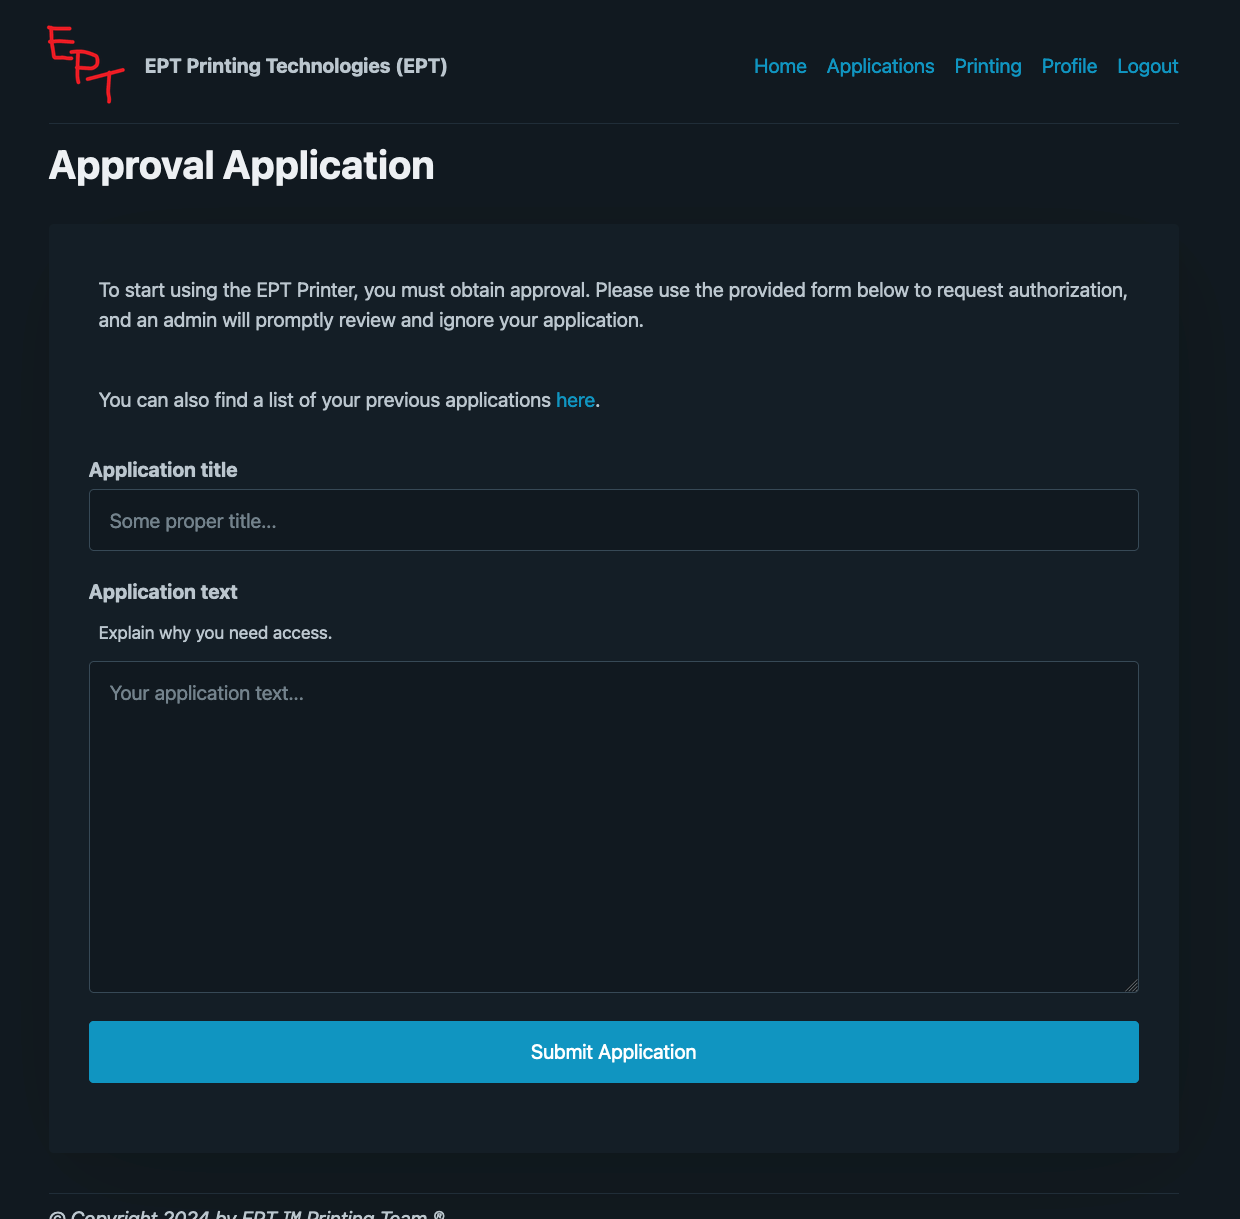 EPT
EPT Printing Technologies (EPT)
Home Applications Printing Profile Logout
Approval Application
To start using the EPT Printer, you must obtain approval. Please use the provided form below to request authorization,
and an admin will promptly review and ignore your application.
You can also find a list of your previous applications here.
Application title
Some proper title...
Application text
Explain why you need access.
Your application text...
Submit Application
© Copyright 2024 by EPT ™ Printing Team ®